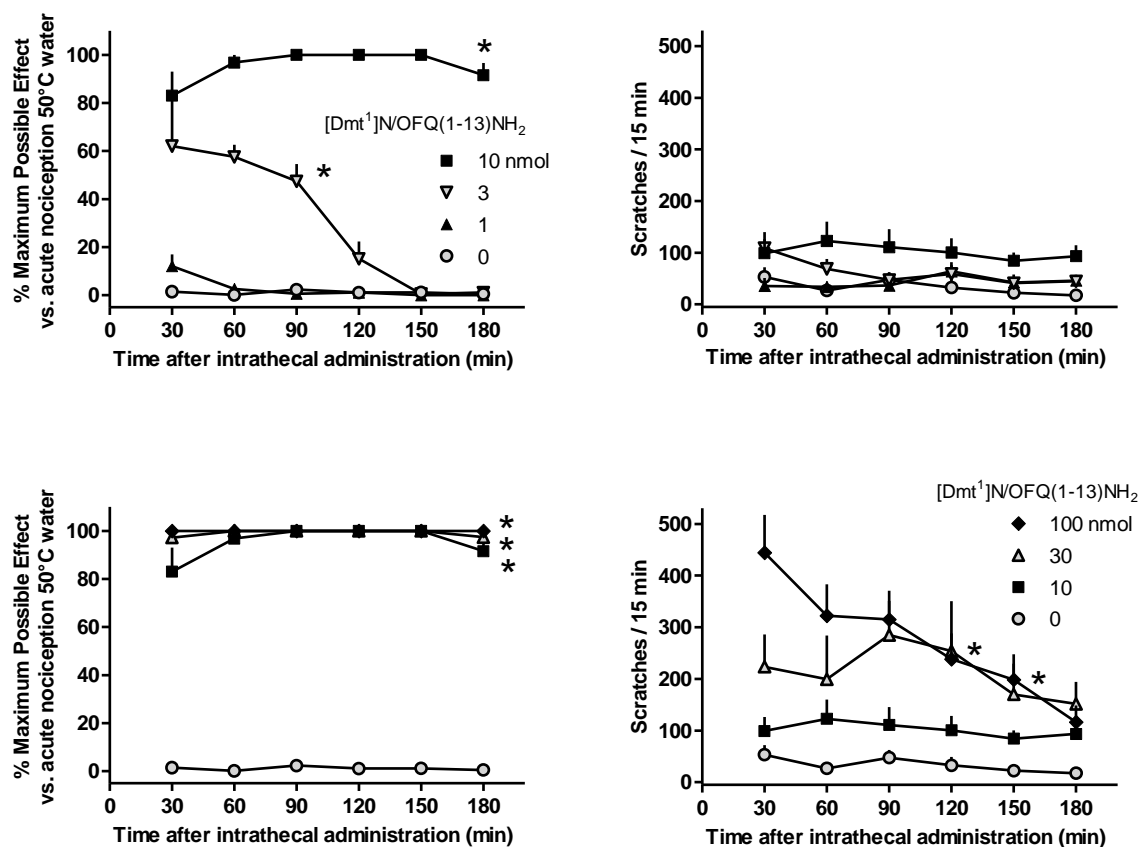 % Maximum Possible Effect
vs. acute nociception 50°C water
100
80
60
40
20
0
[Dmt¹]N/OFQ(1-13)NH₂
10 nmol
3
1
0
*
*
0 30 60 90 120 150 180
Time after intrathecal administration (min)
Scratches / 15 min
500
400
300
200
100
0
0 30 60 90 120 150 180
Time after intrathecal administration (min)
% Maximum Possible Effect
vs. acute nociception 50°C water
100
80
60
40
20
0
*
*
*
0 30 60 90 120 150 180
Time after intrathecal administration (min)
Scratches / 15 min
500
400
300
200
100
0
[Dmt¹]N/OFQ(1-13)NH₂
100 nmol
30
10
0
*
*
0 30 60 90 120 150 180
Time after intrathecal administration (min)